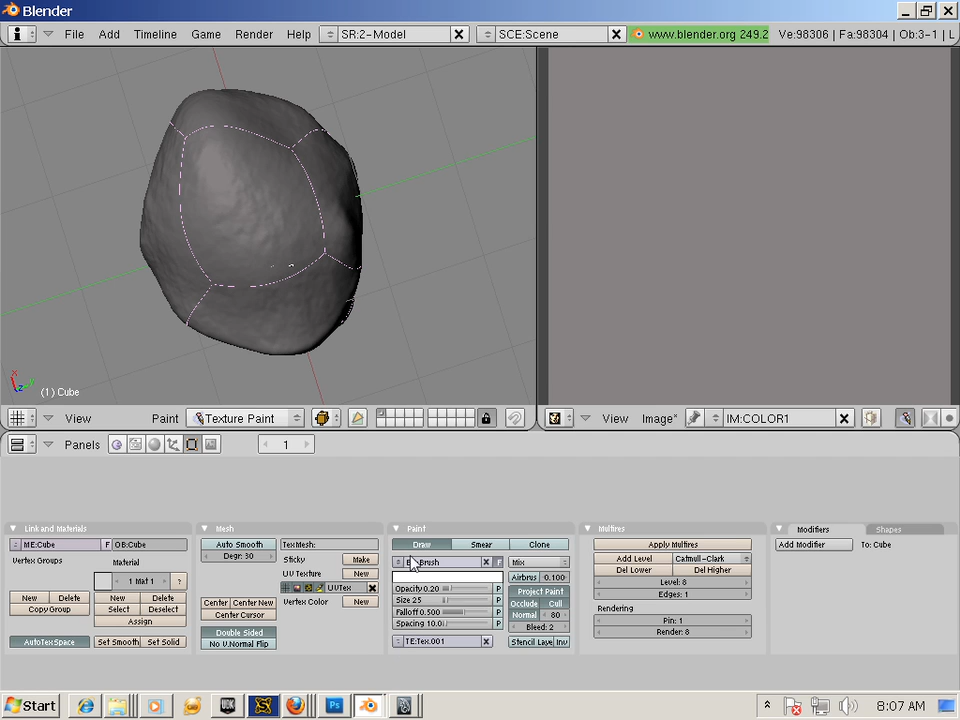 Blender
File Add Timeline Game Render Help SR:2-Model SCE:Scene www.blender.org 249.2 Ve:98306 | Fa:98304 | Ob:3-1 | L
(1) Cube
View Paint Texture Paint View Image* IM:COLOR1
Panels 1
Link and Materials Mesh Paint Multires Modifiers Shapes
ME:Cube F OB:Cube Auto Smooth TexMesh: Draw Smear Clone Apply Multires Add Modifier To: Cube
Degr: 30
Vertex Groups Material Sticky Make Brush F Mix Add Level Catmull-Clark
1 Mat 1 ? UV Texture New Airbrus 0.100 Del Lower Del Higher
UVTex Opacity 0.20 P Project Paint Level: 8
New Delete New Delete Center Center New Vertex Color New Size 25 P Occlude Cull Edges: 1
Copy Group Select Deselect Center Cursor Falloff 0.500 P Normal 80 Rendering
Assign Spacing 10.0 P Bleed: 2 Pin: 1
AutoTexSpace Set Smooth Set Solid Double Sided TE:Tex.001 Stencil Laye Inv Render: 8
No V.Normal Flip
Start UDK Ps 8:07 AM